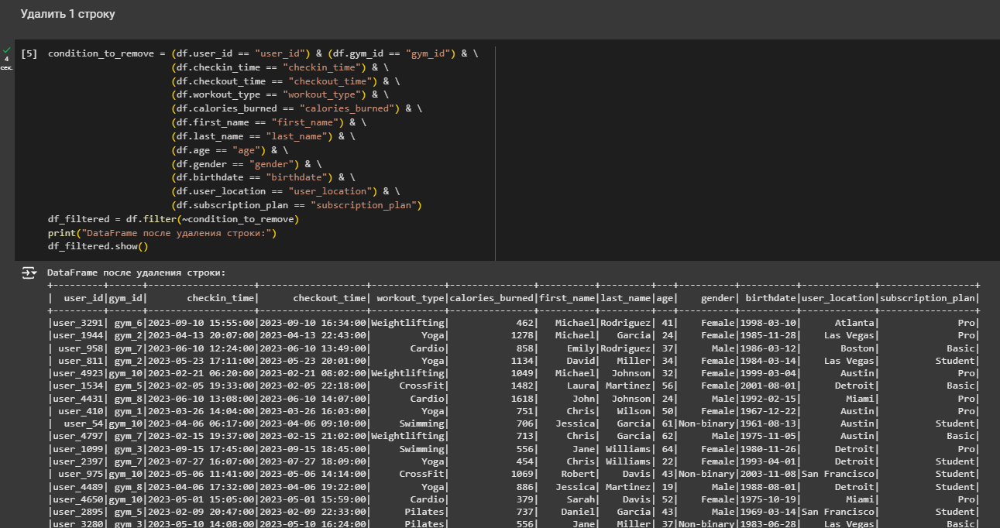 Удалить 1 строку
4
сек.
[5] condition_to_remove = (df.user_id == "user_id") & (df.gym_id == "gym_id") & \
(df.checkin_time == "checkin_time") & \
(df.checkout_time == "checkout_time") & \
(df.workout_type == "workout_type") & \
(df.calories_burned == "calories_burned") & \
(df.first_name == "first_name") & \
(df.last_name == "last_name") & \
(df.age == "age") & \
(df.gender == "gender") & \
(df.birthdate == "birthdate") & \
(df.user_location == "user_location") & \
(df.subscription_plan == "subscription_plan")
df_filtered = df.filter(~condition_to_remove)
print("DataFrame после удаления строки:")
df_filtered.show()
DataFrame после удаления строки:
+---------+------+-------------------+-------------------+-------------+---------------+----------+---------+---+----------+----------+-------------+-----------------+
|  user_id|gym_id|       checkin_time|      checkout_time| workout_type|calories_burned|first_name|last_name|age|    gender| birthdate|user_location|subscription_plan|
+---------+------+-------------------+-------------------+-------------+---------------+----------+---------+---+----------+----------+-------------+-----------------+
|user_3291| gym_6|2023-09-10 15:55:00|2023-09-10 16:34:00|Weightlifting|            462|   Michael|Rodriguez| 41|    Female|1998-03-10|      Atlanta|              Pro|
|user_1944| gym_2|2023-04-13 20:07:00|2023-04-13 22:43:00|         Yoga|           1278|   Michael|   Garcia| 24|    Female|1985-11-28|    Las Vegas|              Pro|
| user_958| gym_7|2023-06-10 12:24:00|2023-06-10 13:49:00|       Cardio|            858|     Emily|Rodriguez| 37|      Male|1986-03-12|       Boston|            Basic|
| user_811| gym_2|2023-05-23 17:11:00|2023-05-23 20:01:00|         Yoga|           1134|     David|   Miller| 34|    Female|1984-03-14|    Las Vegas|          Student|
|user_4923|gym_10|2023-02-21 06:20:00|2023-02-21 08:02:00|Weightlifting|           1049|   Michael|  Johnson| 32|    Female|1999-03-04|       Austin|              Pro|
|user_1534| gym_5|2023-02-05 19:33:00|2023-02-05 22:18:00|     CrossFit|           1482|     Laura| Martinez| 56|    Female|2001-08-01|      Detroit|            Basic|
|user_4431| gym_8|2023-06-10 13:08:00|2023-06-10 14:07:00|       Cardio|           1618|      John|  Johnson| 24|      Male|1992-02-15|        Miami|              Pro|
| user_410| gym_1|2023-03-26 14:04:00|2023-03-26 16:03:00|         Yoga|            751|     Chris|   Wilson| 50|    Female|1967-12-22|       Austin|              Pro|
|  user_54|gym_10|2023-04-06 06:17:00|2023-04-06 09:10:00|     Swimming|            706|   Jessica|   Garcia| 61|Non-binary|1961-08-13|       Austin|          Student|
|user_4797| gym_7|2023-02-15 19:37:00|2023-02-15 21:02:00|Weightlifting|            713|     Chris|   Garcia| 62|      Male|1975-11-05|       Austin|            Basic|
|user_1099| gym_3|2023-09-15 17:45:00|2023-09-15 18:45:00|     Swimming|            556|      Jane| Williams| 64|    Female|1980-11-26|      Detroit|              Pro|
|user_2397| gym_7|2023-07-27 16:07:00|2023-07-27 18:09:00|         Yoga|            454|     Chris| Williams| 22|    Female|1993-04-01|      Detroit|          Student|
| user_975|gym_10|2023-05-06 11:41:00|2023-05-06 14:14:00|     CrossFit|           1069|    Robert|    Davis| 43|Non-binary|2003-11-08|San Francisco|          Student|
|user_4489| gym_8|2023-04-06 17:32:00|2023-04-06 19:22:00|         Yoga|            886|   Jessica| Martinez| 19|      Male|1988-08-01|      Detroit|          Student|
|user_4650|gym_10|2023-05-01 15:05:00|2023-05-01 15:59:00|       Cardio|            379|     Sarah|    Davis| 52|    Female|1975-10-19|        Miami|              Pro|
|user_2895| gym_5|2023-02-09 20:47:00|2023-02-09 22:33:00|      Pilates|            737|    Daniel|   Garcia| 43|      Male|1969-03-14|San Francisco|          Student|
|user_3280| gym_3|2023-05-10 14:08:00|2023-05-10 16:24:00|      Pilates|            556|      Jane|   Miller| 37|Non-binary|1983-06-28|    Las Vegas|            Basic|